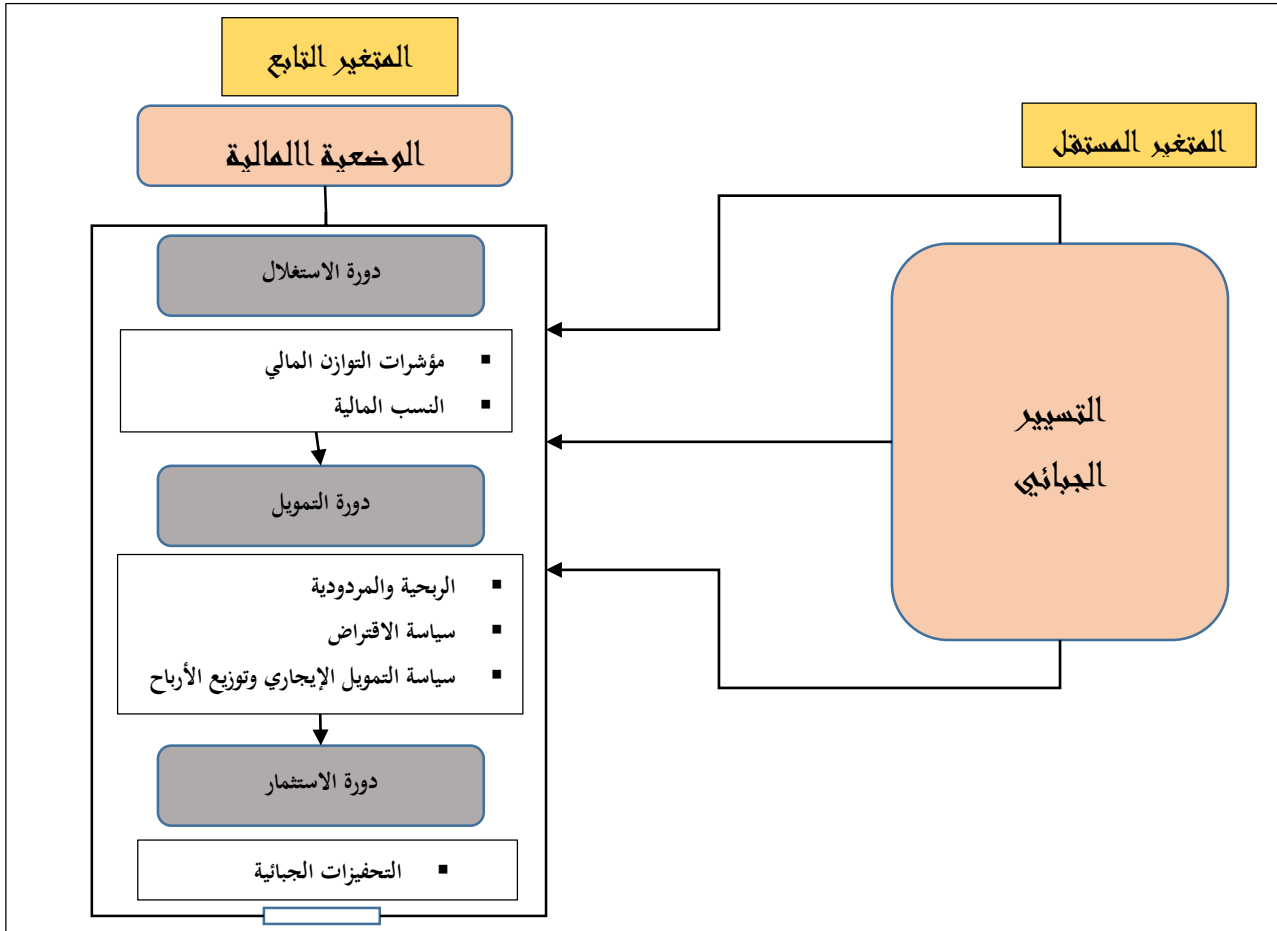 المتغير التابع
المتغير المستقل
الوضعية االمالية
دورة الاستغلال
مؤشرات التوازن المالي
النسب المالية
دورة التمويل
الربحية والمردودية
سياسة الاقتراض
سياسة التمويل الإيجاري وتوزيع الأرباح
دورة الاستثمار
التحفيزات الجبائية
التسيير
الجبائي